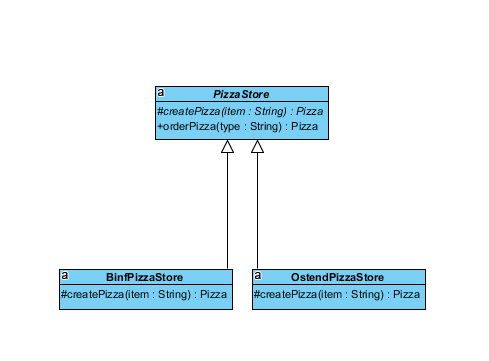 a
PizzaStore
#createPizza(item : String) : Pizza
+orderPizza(type : String) : Pizza
a
BinfPizzaStore
#createPizza(item : String) : Pizza
a
OstendPizzaStore
#createPizza(item : String) : Pizza